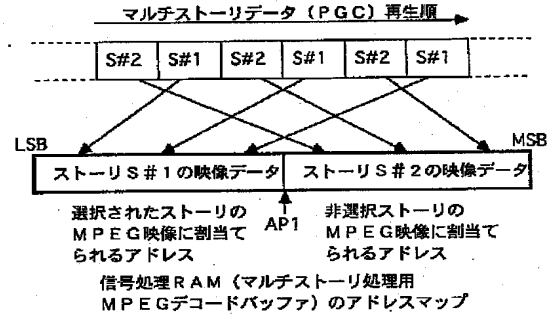 マルチストーリデータ(PGC)再生順
S#2 S#1 S#2 S#1 S#2 S#1
LSB MSB
ストーリS#1の映像データ ストーリS#2の映像データ
選択されたストーリの
MPEG映像に割当て
られるアドレス
AP1
非選択ストーリの
MPEG映像に割当て
られるアドレス
信号処理RAM(マルチストーリ処理用
MPEGデコードバッファ)のアドレスマップ